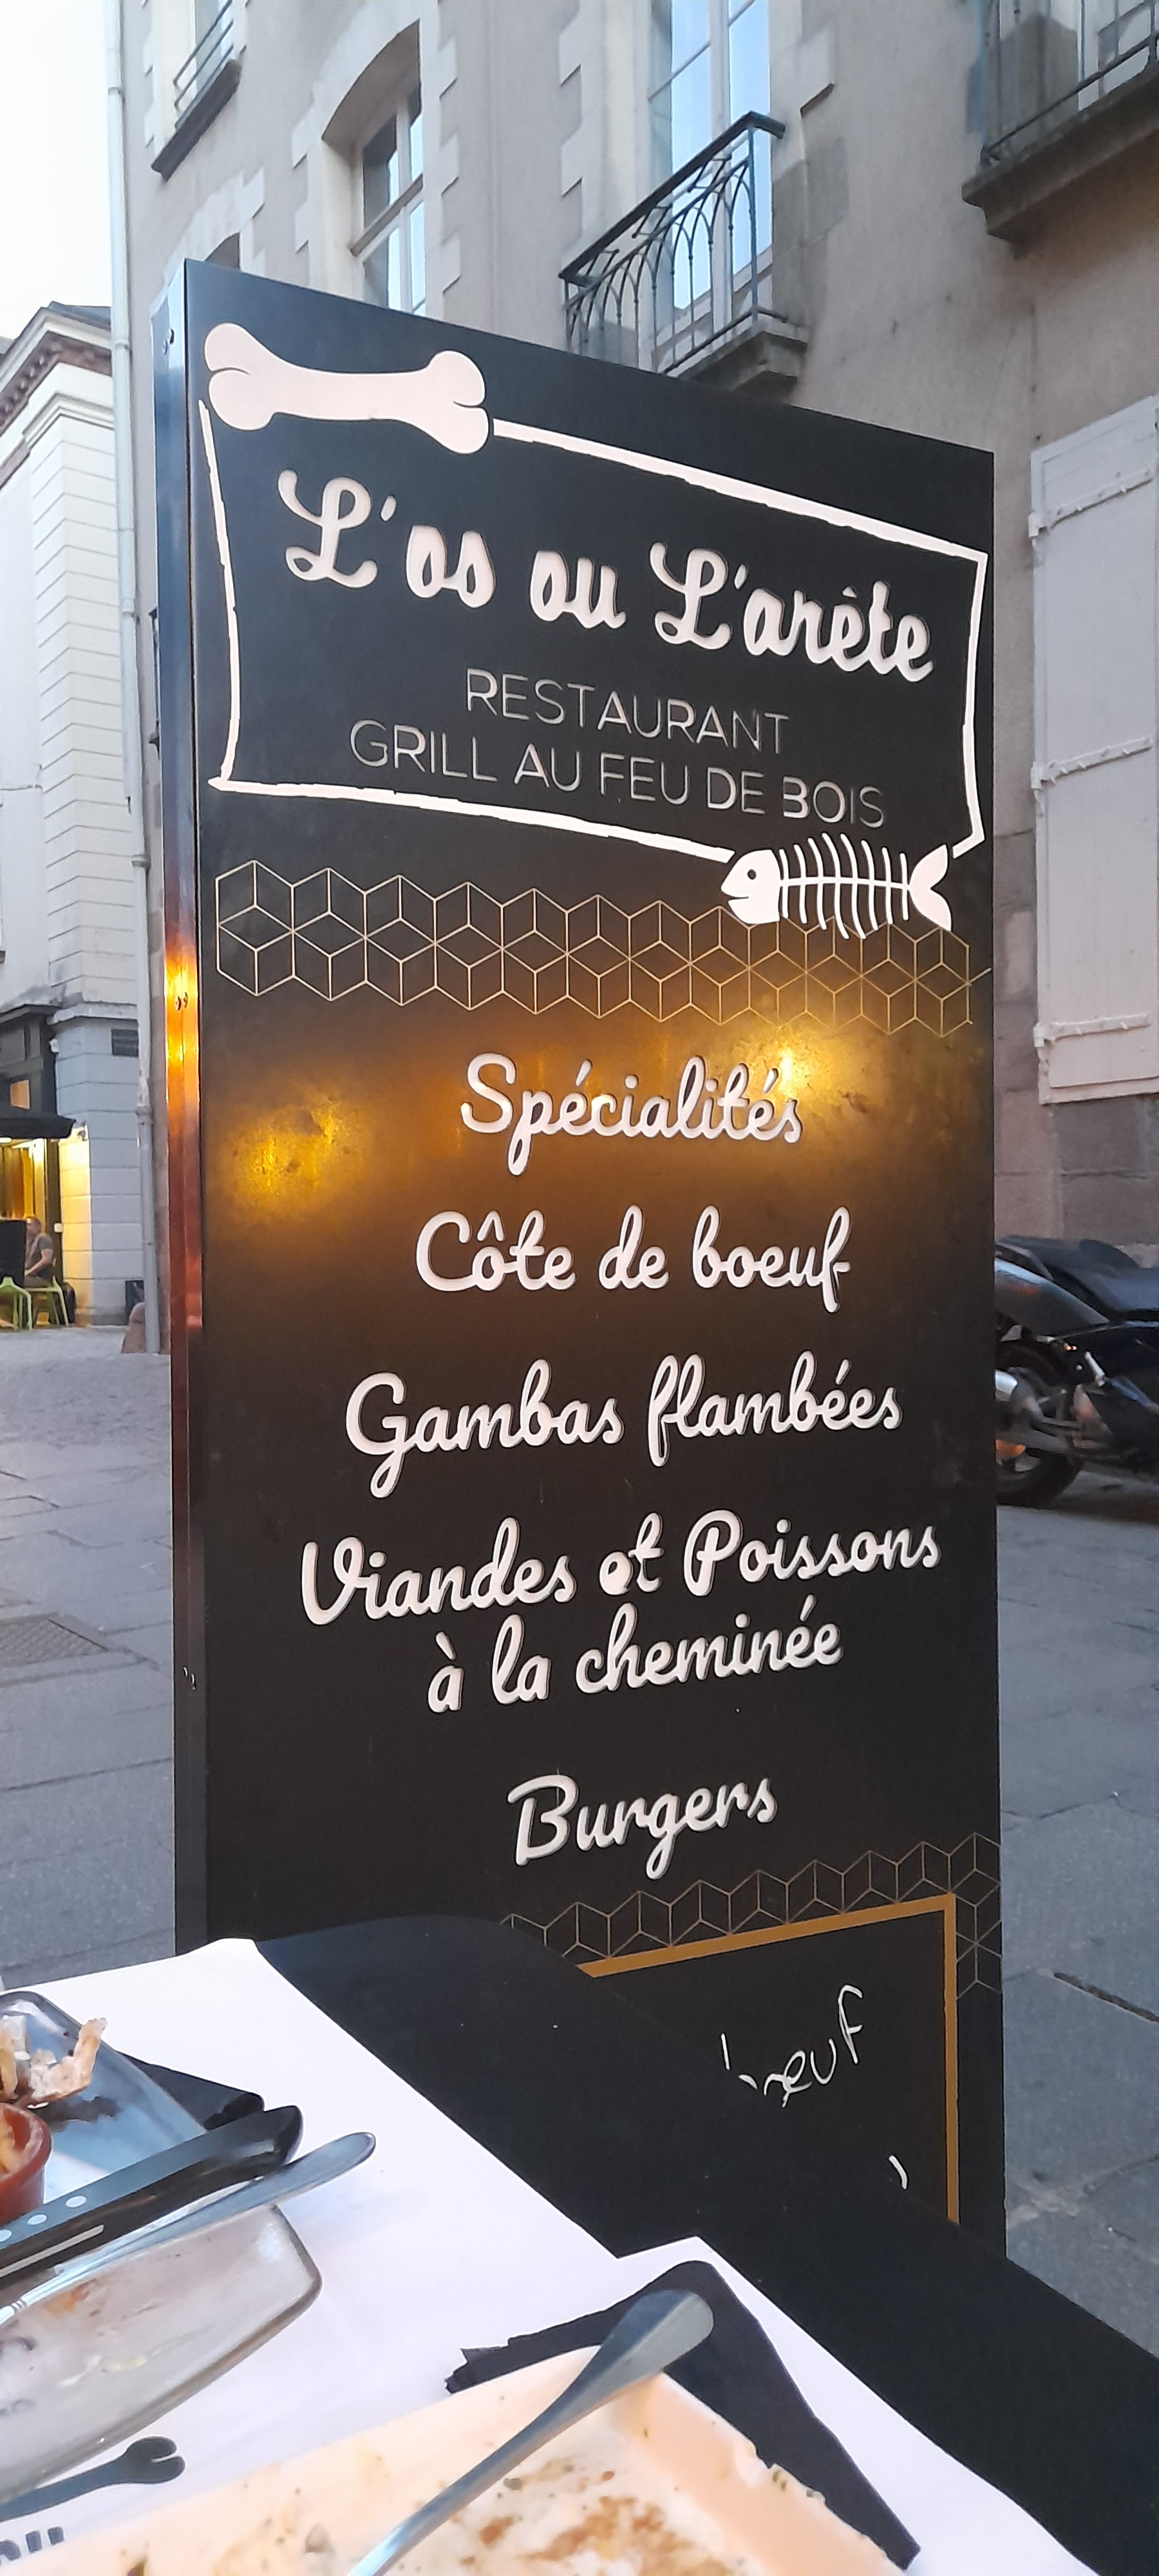 L'os ou L'arête
RESTAURANT
GRILL AU FEU DE BOIS
Spécialités
Côte de boeuf
Gambas flambées
Viandes et Poissons
à la cheminée
Burgers